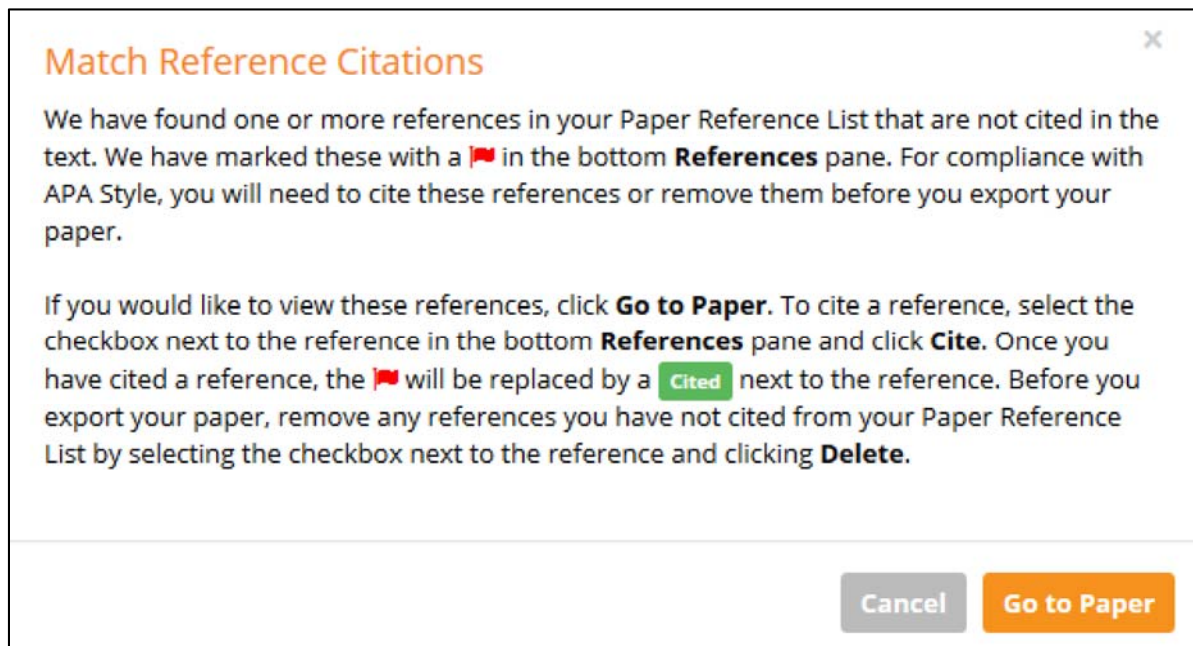 Match Reference Citations
×
We have found one or more references in your Paper Reference List that are not cited in the
text. We have marked these with a in the bottom References pane. For compliance with
APA Style, you will need to cite these references or remove them before you export your
paper.
If you would like to view these references, click Go to Paper. To cite a reference, select the
checkbox next to the reference in the bottom References pane and click Cite. Once you
have cited a reference, the will be replaced by a Cited next to the reference. Before you
export your paper, remove any references you have not cited from your Paper Reference
List by selecting the checkbox next to the reference and clicking Delete.
Cancel Go to Paper